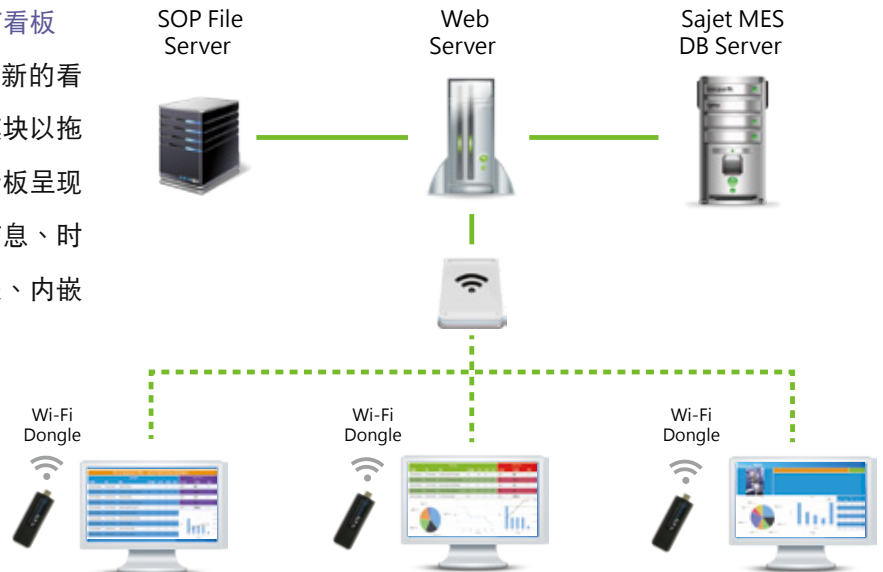 看板
新的看
块以拖
板呈现
息、时
、内嵌
SOP File
Server
Web
Server
Sajet MES
DB Server
Wi-Fi
Dongle
Wi-Fi
Dongle
Wi-Fi
Dongle